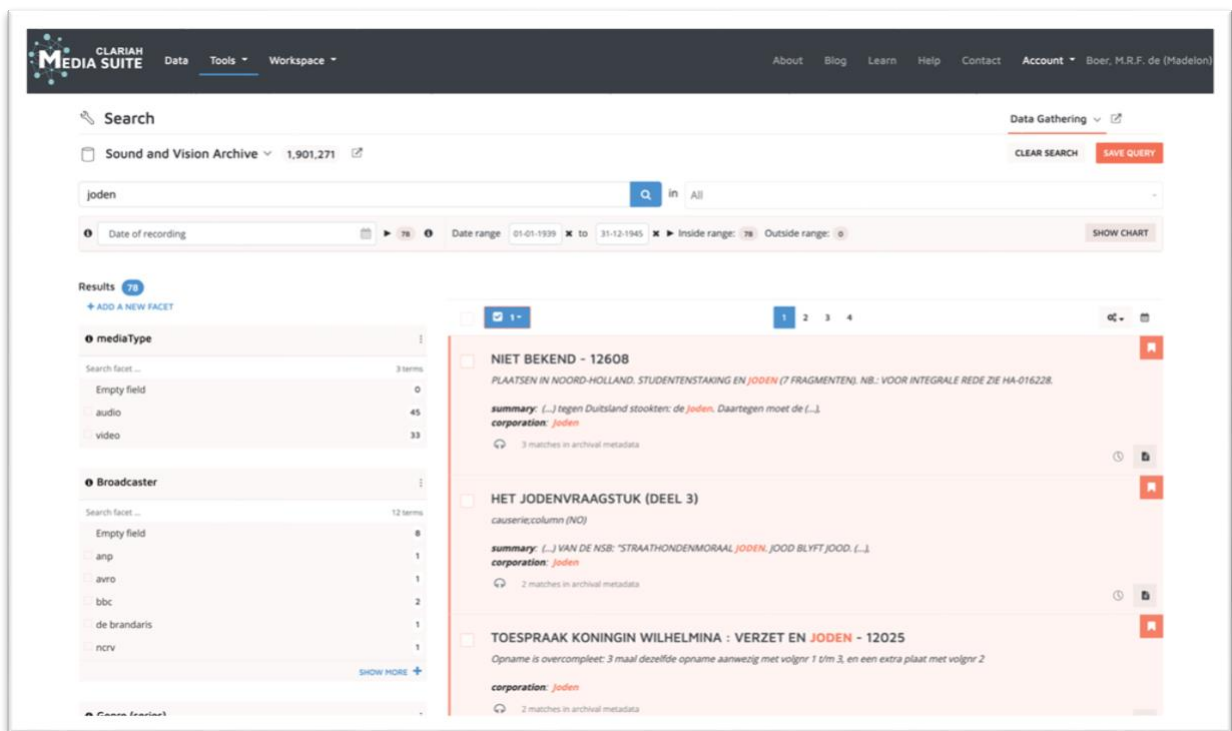 CLARIAH
MEDIA SUITE Data Tools Workspace About Blog Learn Help Contact Account Boer, M.R.F. de (Madelon)
Search Data Gathering
Sound and Vision Archive 1,901,271 CLEAR SEARCH SAVE QUERY
joden in All
Date of recording 78 Date range 01-01-1939 to 31-12-1945 Inside range: 78 Outside range: 0 SHOW CHART
Results 78
+ ADD A NEW FACET
1
1 2 3 4
mediaType
Search facet ... 3 terms
Empty field 0
audio 45
video 33
Broadcaster
Search facet ... 12 terms
Empty field 8
anp 1
avro 1
bbc 2
de brandaris 1
ncrv 1
SHOW MORE +
Genre (series)
NIET BEKEND - 12608
PLAATSEN IN NOORD-HOLLAND. STUDENTENSTAKING EN JODEN (7 FRAGMENTEN). NB.: VOOR INTEGRALE REDE ZIE HA-016228.
summary: (...) tegen Duitsland stookten: de Joden. Daartegen moet de (...),
corporation: Joden
3 matches in archival metadata
HET JODENVRAAGSTUK (DEEL 3)
causerie;column (NO)
summary: (...) VAN DE NSB: "STRAATHONDENMORAAL JODEN. JOOD BLYFT JOOD. (...),
corporation: Joden
2 matches in archival metadata
TOESPRAAK KONINGIN WILHELMINA : VERZET EN JODEN - 12025
Opname is overcompleet: 3 maal dezelfde opname aanwezig met volgnr 1 t/m 3, en een extra plaat met volgnr 2
corporation: Joden
2 matches in archival metadata